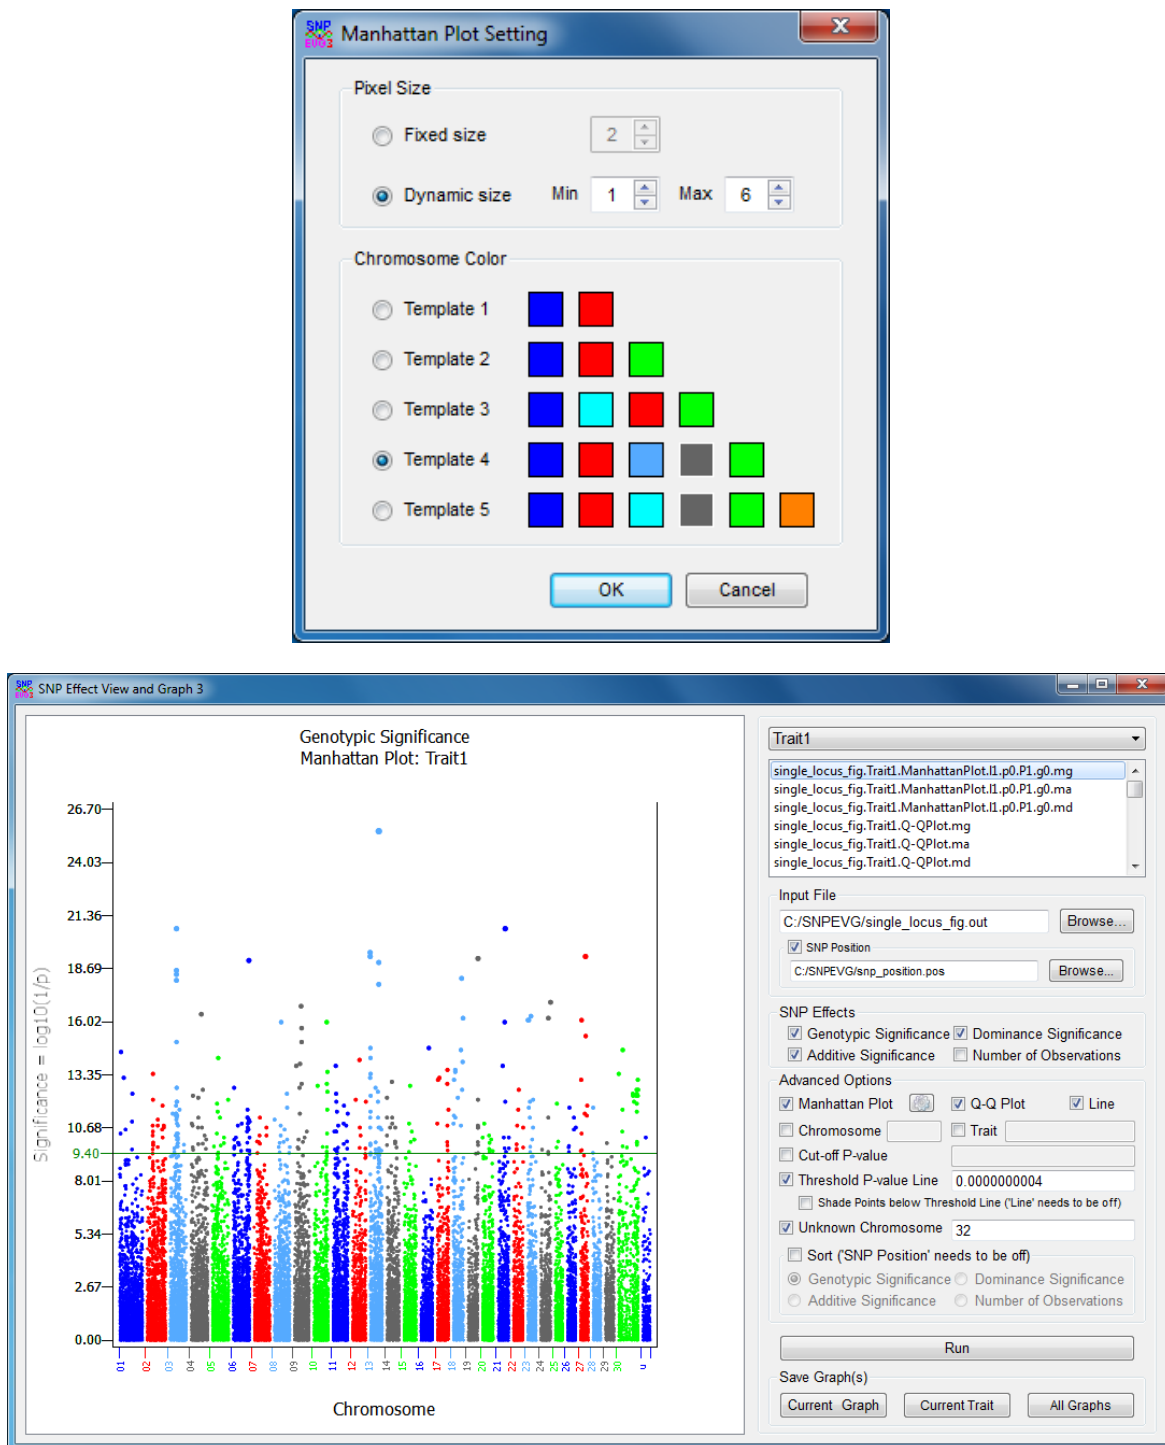 SNP
EVG3
Manhattan Plot Setting
X
Pixel Size
Fixed size 2
Dynamic size Min 1 Max 6
Chromosome Color
Template 1
Template 2
Template 3
Template 4
Template 5
OK Cancel
SNP
EVG3
SNP Effect View and Graph 3
Genotypic Significance
Manhattan Plot: Trait1
Significance = log10(1/p)
26.70
24.03
21.36
18.69
16.02
13.35
10.68
9.40
8.01
5.34
2.67
0.00
01 02 03 04 05 06 07 08 09 10 11 12 13 14 15 16 17 18 19 20 21 22 23 24 25 26 27 28 29 30 u
Chromosome
Trait1
single_locus_fig.Trait1.ManhattanPlot.l1.p0.P1.g0.mg
single_locus_fig.Trait1.ManhattanPlot.l1.p0.P1.g0.ma
single_locus_fig.Trait1.ManhattanPlot.l1.p0.P1.g0.md
single_locus_fig.Trait1.Q-QPlot.mg
single_locus_fig.Trait1.Q-QPlot.ma
single_locus_fig.Trait1.Q-QPlot.md
Input File
C:/SNPEVG/single_locus_fig.out Browse...
SNP Position
C:/SNPEVG/snp_position.pos Browse...
SNP Effects
Genotypic Significance Dominance Significance
Additive Significance Number of Observations
Advanced Options
Manhattan Plot Q-Q Plot Line
Chromosome Trait
Cut-off P-value
Threshold P-value Line 0.0000000004
Shade Points below Threshold Line ('Line' needs to be off)
Unknown Chromosome 32
Sort ('SNP Position' needs to be off)
Genotypic Significance Dominance Significance
Additive Significance Number of Observations
Run
Save Graph(s)
Current Graph Current Trait All Graphs